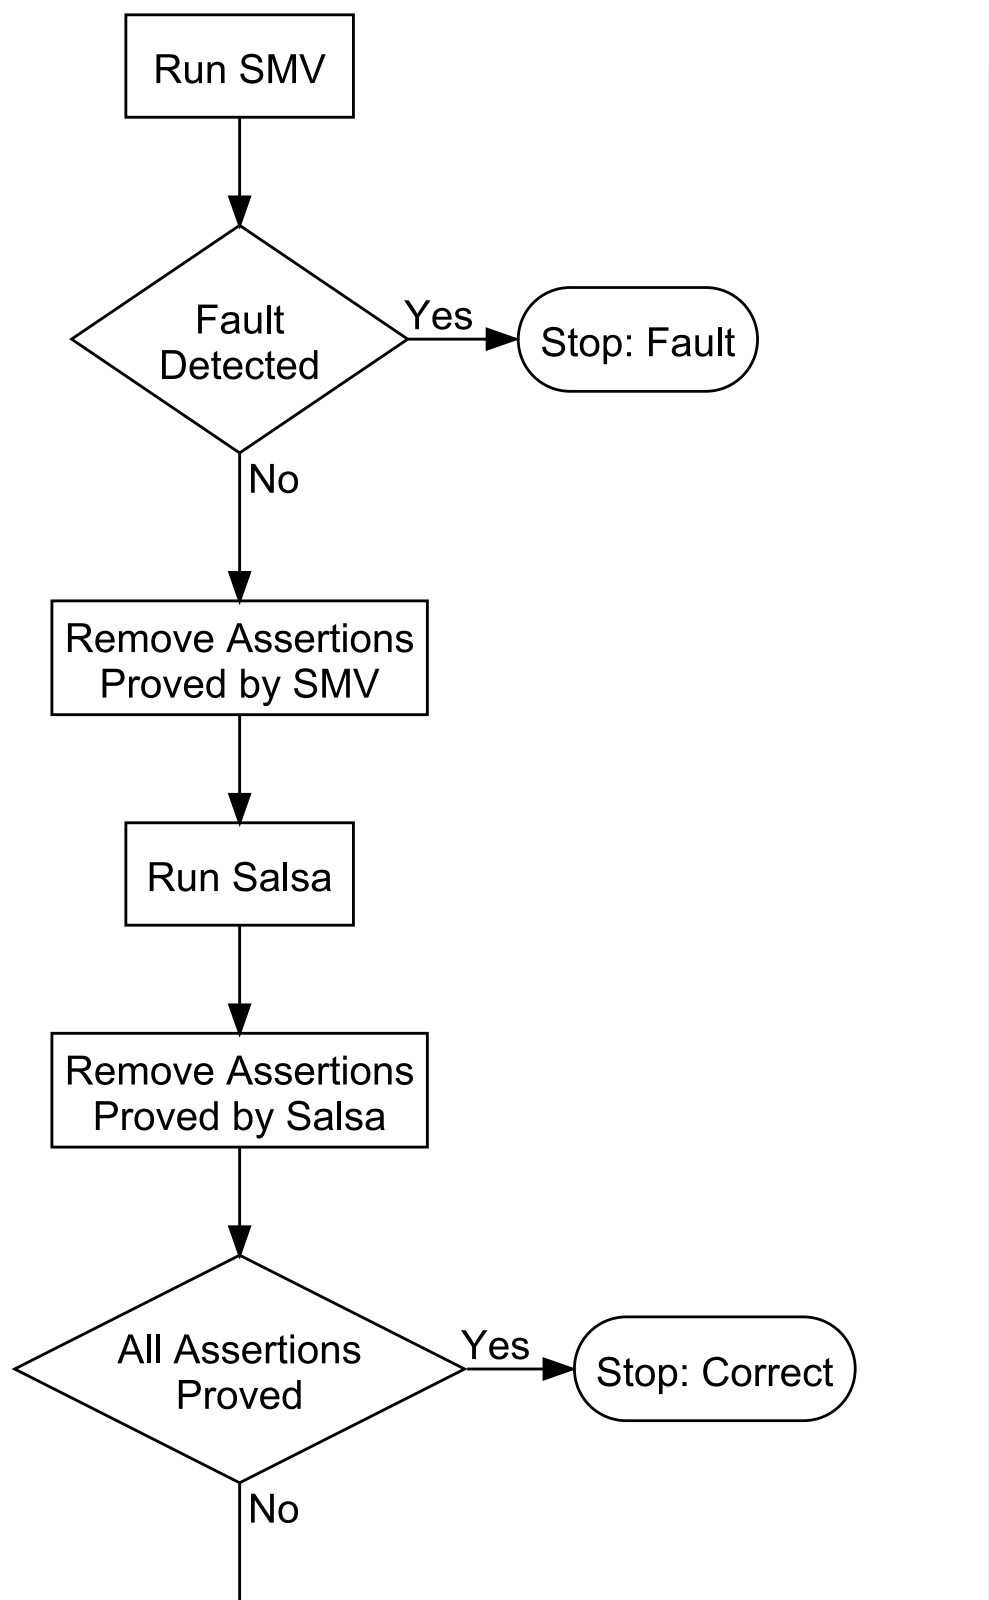 Run SMV
Fault
Detected
Yes
Stop: Fault
No
Remove Assertions
Proved by SMV
Run Salsa
Remove Assertions
Proved by Salsa
All Assertions
Proved
Yes
Stop: Correct
No